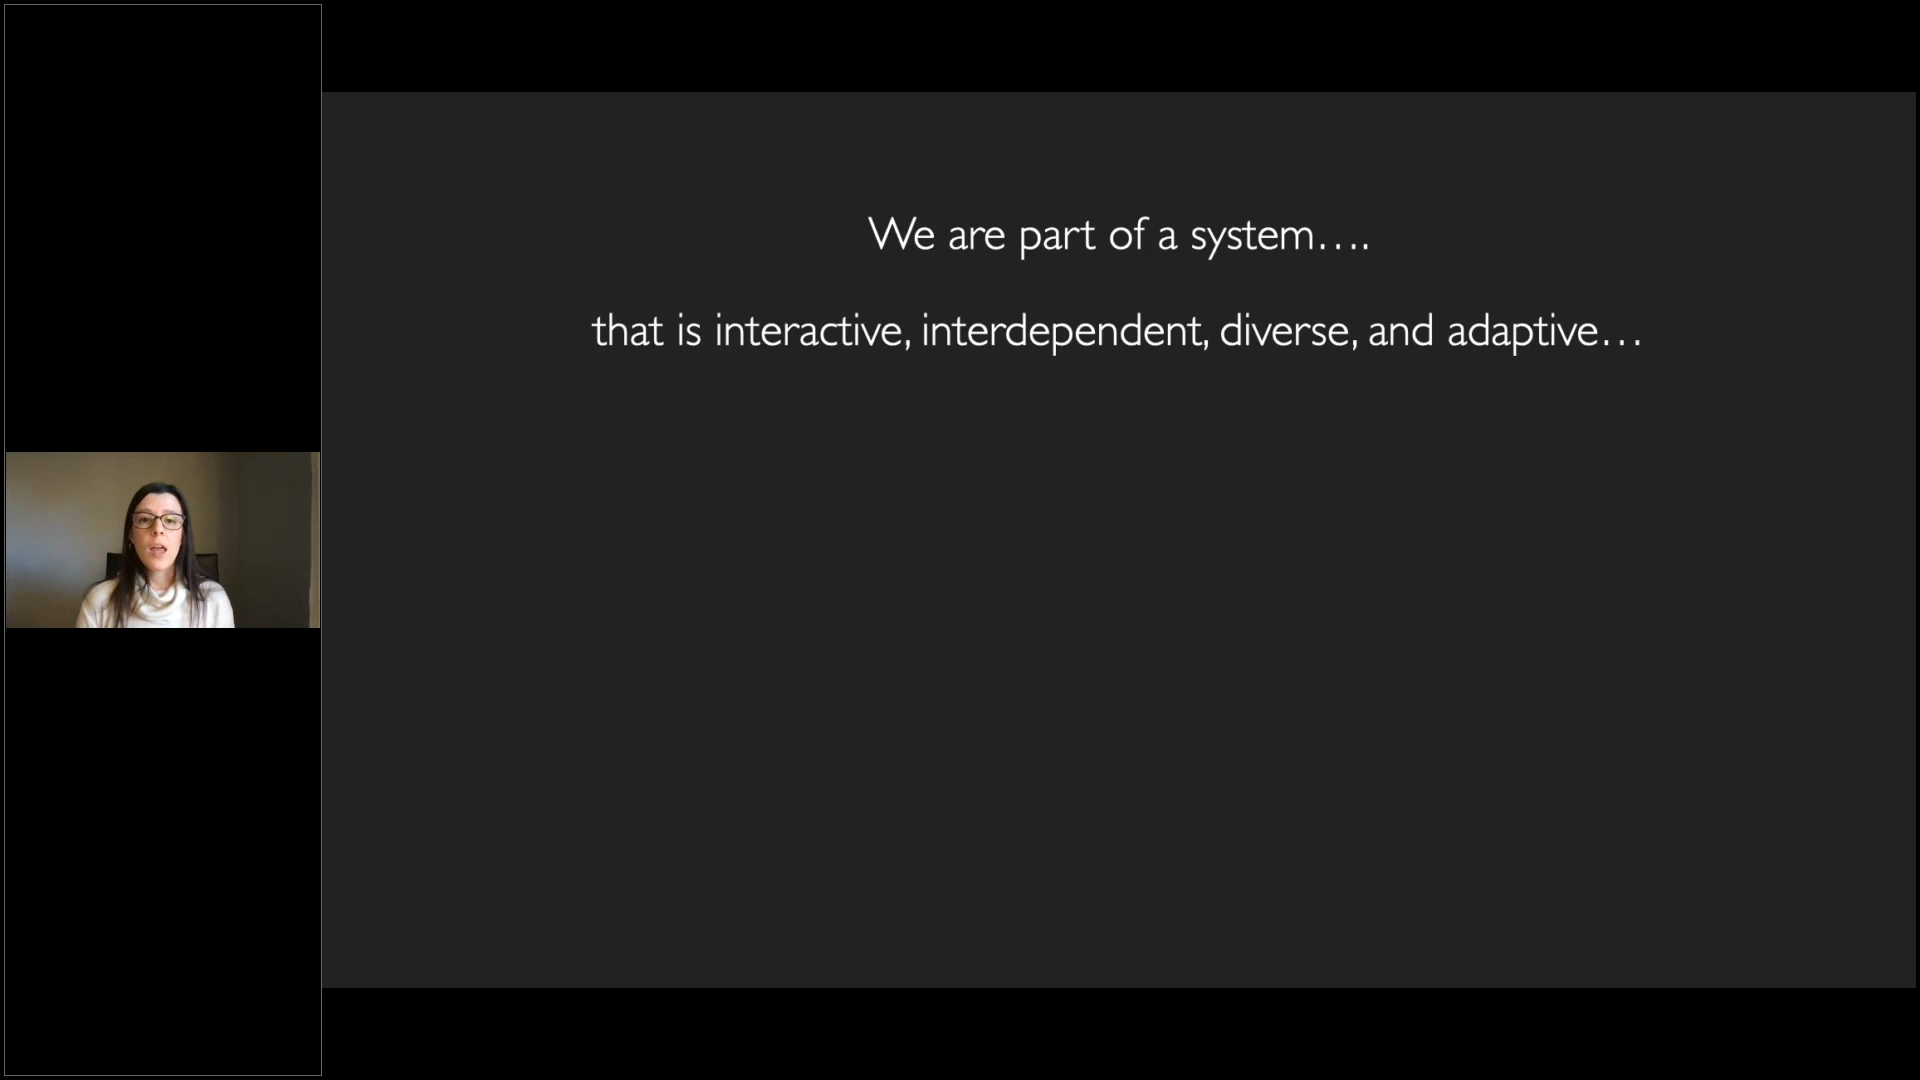 We are part of a system….
that is interactive, interdependent, diverse, and adaptive…